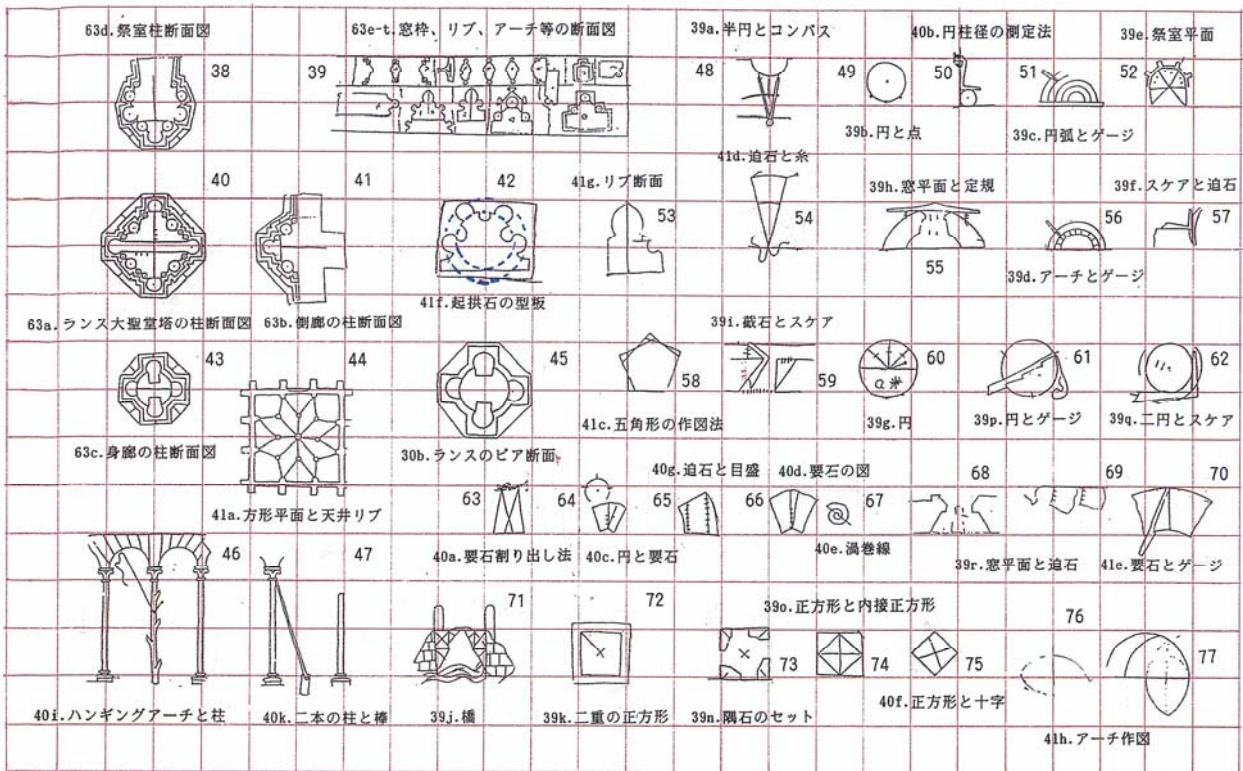 63d.祭室柱断面図
63e-t.窓枠、リブ、アーチ等の断面図
39a.半円とコンパス
40b.円柱径の測定法
39e.祭室平面
38
39
48
49
50
51
52
39b.円と点
39c.円弧とゲージ
41d.迫石と糸
40
41
42
41g.リブ断面
39h.窓平面と定規
39f.スケアと迫石
53
54
55
56
57
39d.アーチとゲージ
41f.起拱石の型板
63a.ランス大聖堂塔の柱断面図
63b.側廊の柱断面図
39i.截石とスケア
43
44
45
58
59
60
61
62
41c.五角形の作図法
39g.円
39p.円とゲージ
39q.二円とスケア
63c.身廊の柱断面図
30b.ランスのピア断面
40g.迫石と目盛
40d.要石の図
63
64
65
66
67
68
69
70
41a.方形平面と天井リブ
40a.要石割り出し法
40c.円と要石
40e.渦巻線
39r.窓平面と迫石
41e.要石とゲージ
46
47
71
72
39o.正方形と内接正方形
76
73
74
75
77
40f.正方形と十字
40i.ハンギングアーチと柱
40k.二本の柱と棒
39j.橋
39k.二重の正方形
39n.隅石のセット
41h.アーチ作図